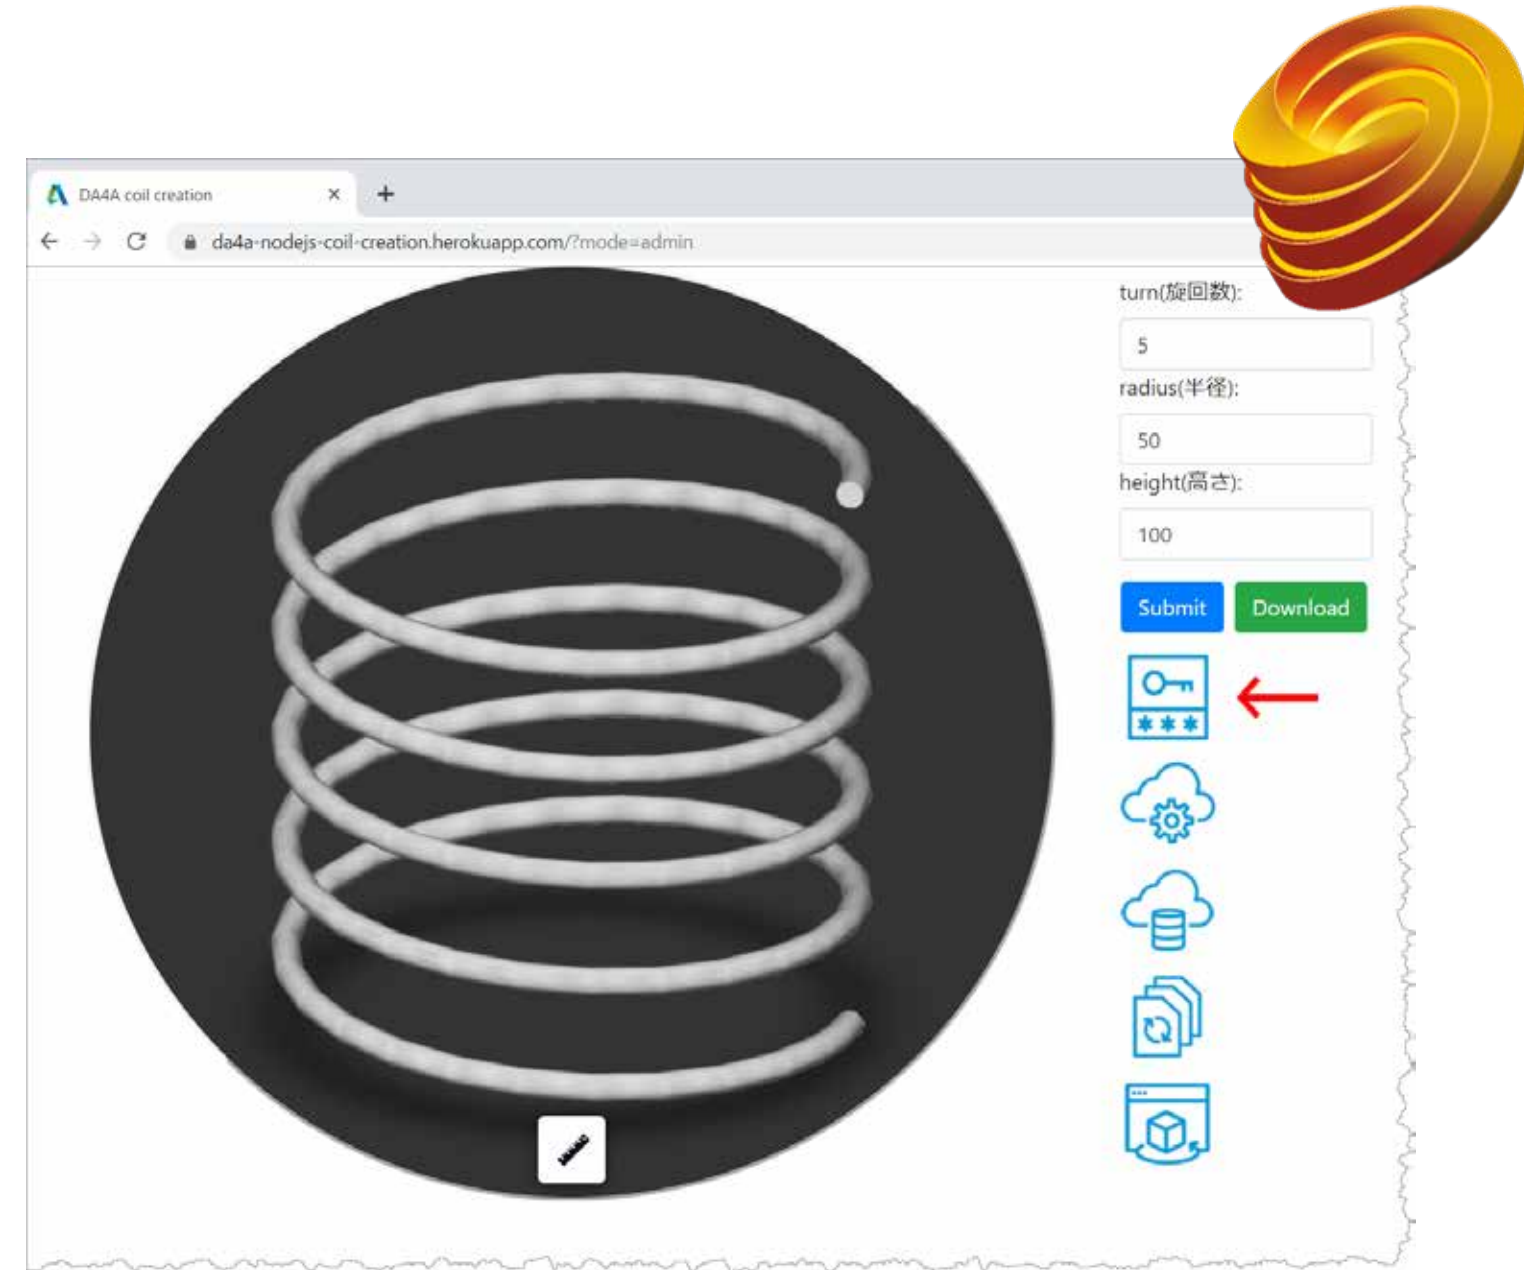 DA4A coil creation
da4a-nodejs-coil-creation.herokuapp.com/?mode=admin
turn(旋回数):
5
radius(半径):
50
height(高さ):
100
Submit Download
***